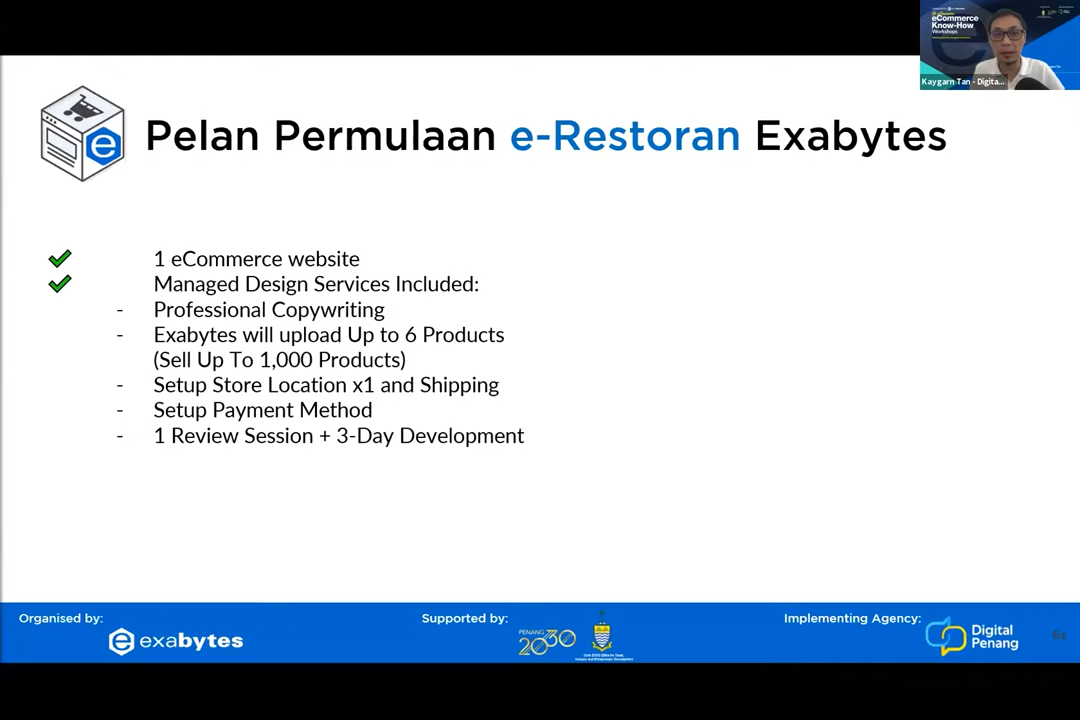 eCommerce
Know-How
Workshops
Kaygarn Tan - Digita...
Pelan Permulaan e-Restoran Exabytes
1 eCommerce website
Managed Design Services Included:
- Professional Copywriting
- Exabytes will upload Up to 6 Products
(Sell Up To 1,000 Products)
- Setup Store Location x1 and Shipping
- Setup Payment Method
- 1 Review Session + 3-Day Development
Organised by:
exabytes
Supported by:
PENANG
2030
Implementing Agency:
Digital
Penang
61